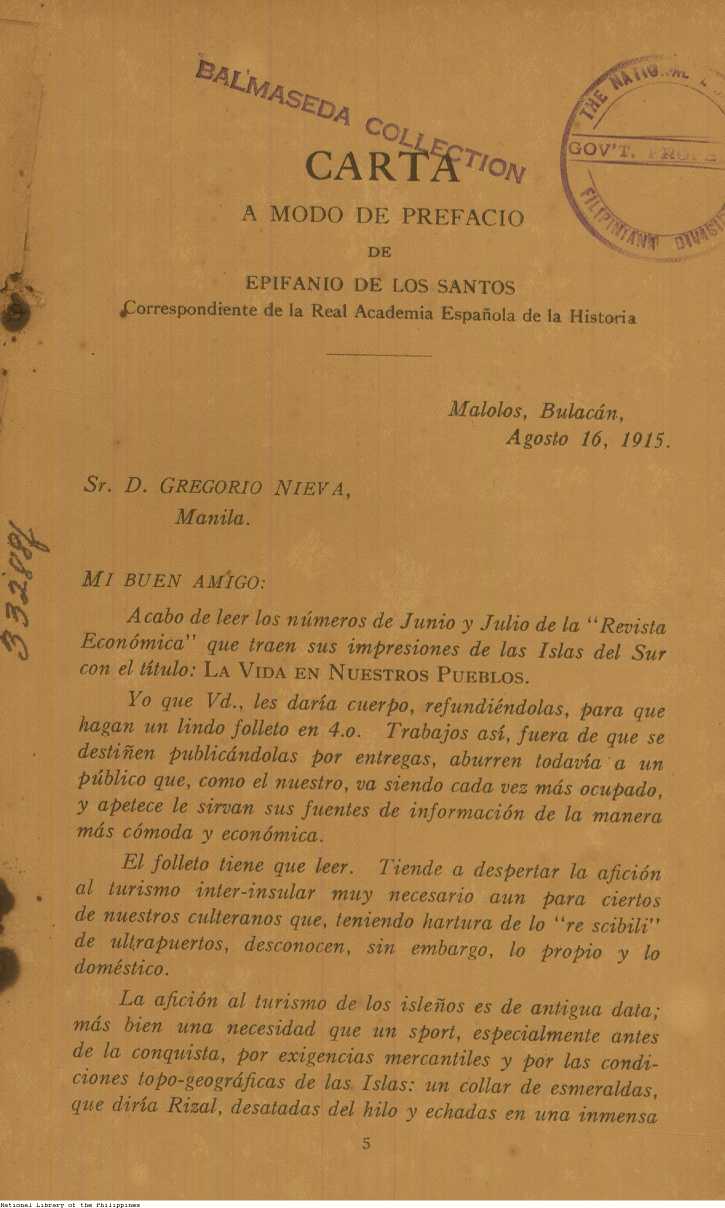 BALMASEDA COLLECTION
THE NATIONAL
GOV'T.
FILIPINIANA DIVIS
CARTA
A MODO DE PREFACIO
DE
EPIFANIO DE LOS SANTOS
Correspondiente de la Real Academia Española de la Historia
Malolos, Bulacán,
Agosto 16, 1915.
Sr. D. GREGORIO NIEVA,
Manila.
MI BUEN AMIGO:
Acabo de leer los números de Junio y Julio de la "Revista
Económica" que traen sus impresiones de las Islas del Sur
con el título: LA VIDA EN NUESTROS PUEBLOS.
Yo que Vd., les daría cuerpo, refundiéndolas, para que
hagan un lindo folleto en 4.o. Trabajos así, fuera de que se
destiñen publicándolas por entregas, aburren todavía a un
público que, como el nuestro, va siendo cada vez más ocupado,
y apetece le sirvan sus fuentes de información de la manera
más cómoda y económica.
El folleto tiene que leer. Tiende a despertar la afición
al turismo inter-insular muy necesario aun para ciertos
de nuestros culteranos que, teniendo hartura de lo "re scibili"
de ultrapuertos, desconocen, sin embargo, lo propio y lo
doméstico.
La afición al turismo de los isleños es de antigua data;
más bien una necesidad que un sport, especialmente antes
de la conquista, por exigencias mercantiles y por las condi-
ciones topo-geográficas de las Islas: un collar de esmeraldas,
que diría Rizal, desatadas del hilo y echadas en una inmensa
5
National Library of the Philippines